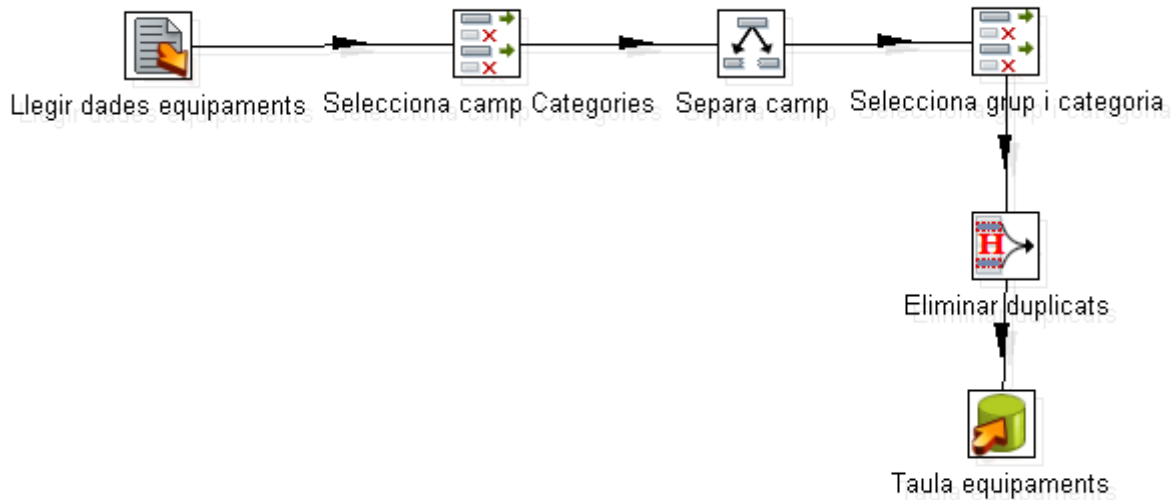 Llegir dades equipaments
Selecciona camp Categories
Separa camp
Selecciona grup i categoria
H
Eliminar duplicats
Taula equipaments